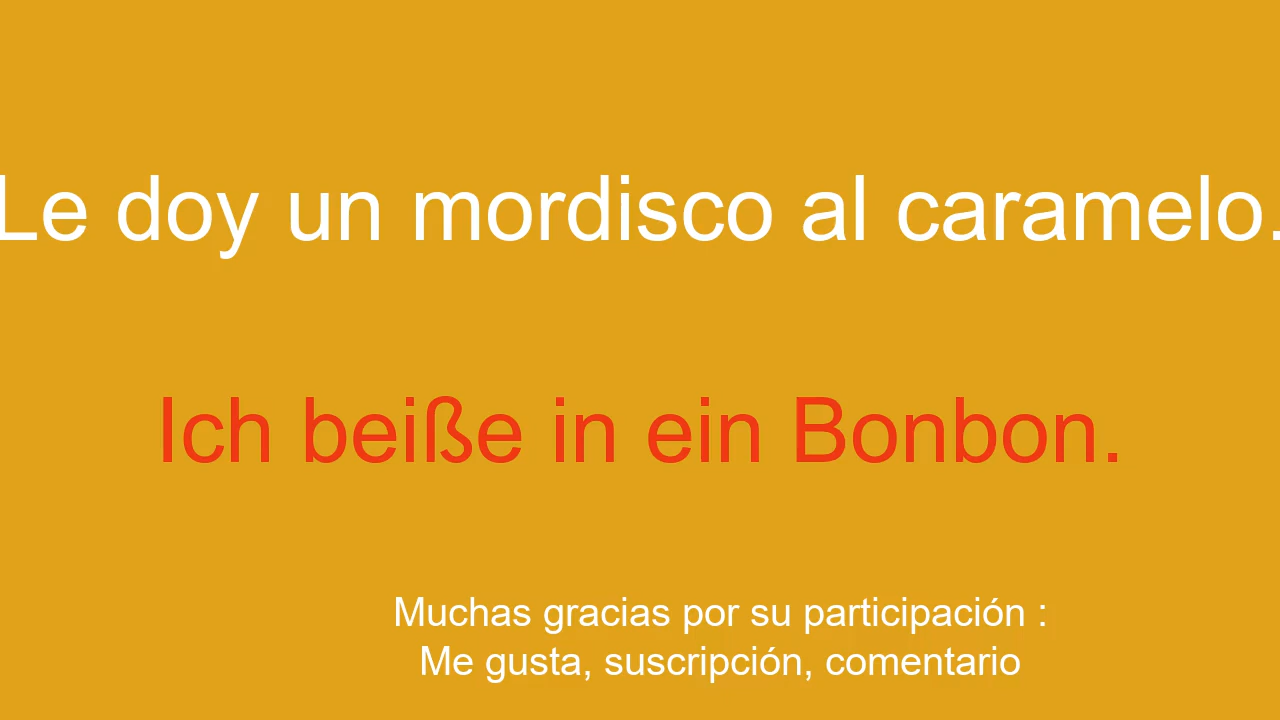 Le doy un mordisco al caramelo.
Ich beiße in ein Bonbon.
Muchas gracias por su participación :
Me gusta, suscripción, comentario